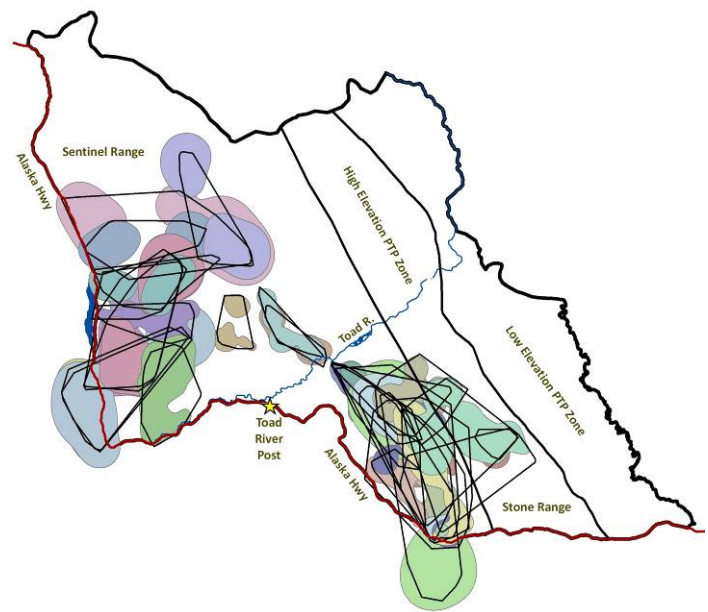 Sentinel Range
Alaska Hwy
High Elevation PTP Zone
Toad R.
Low Elevation PTP Zone
Toad
River
Post
Alaska Hwy
Stone Range